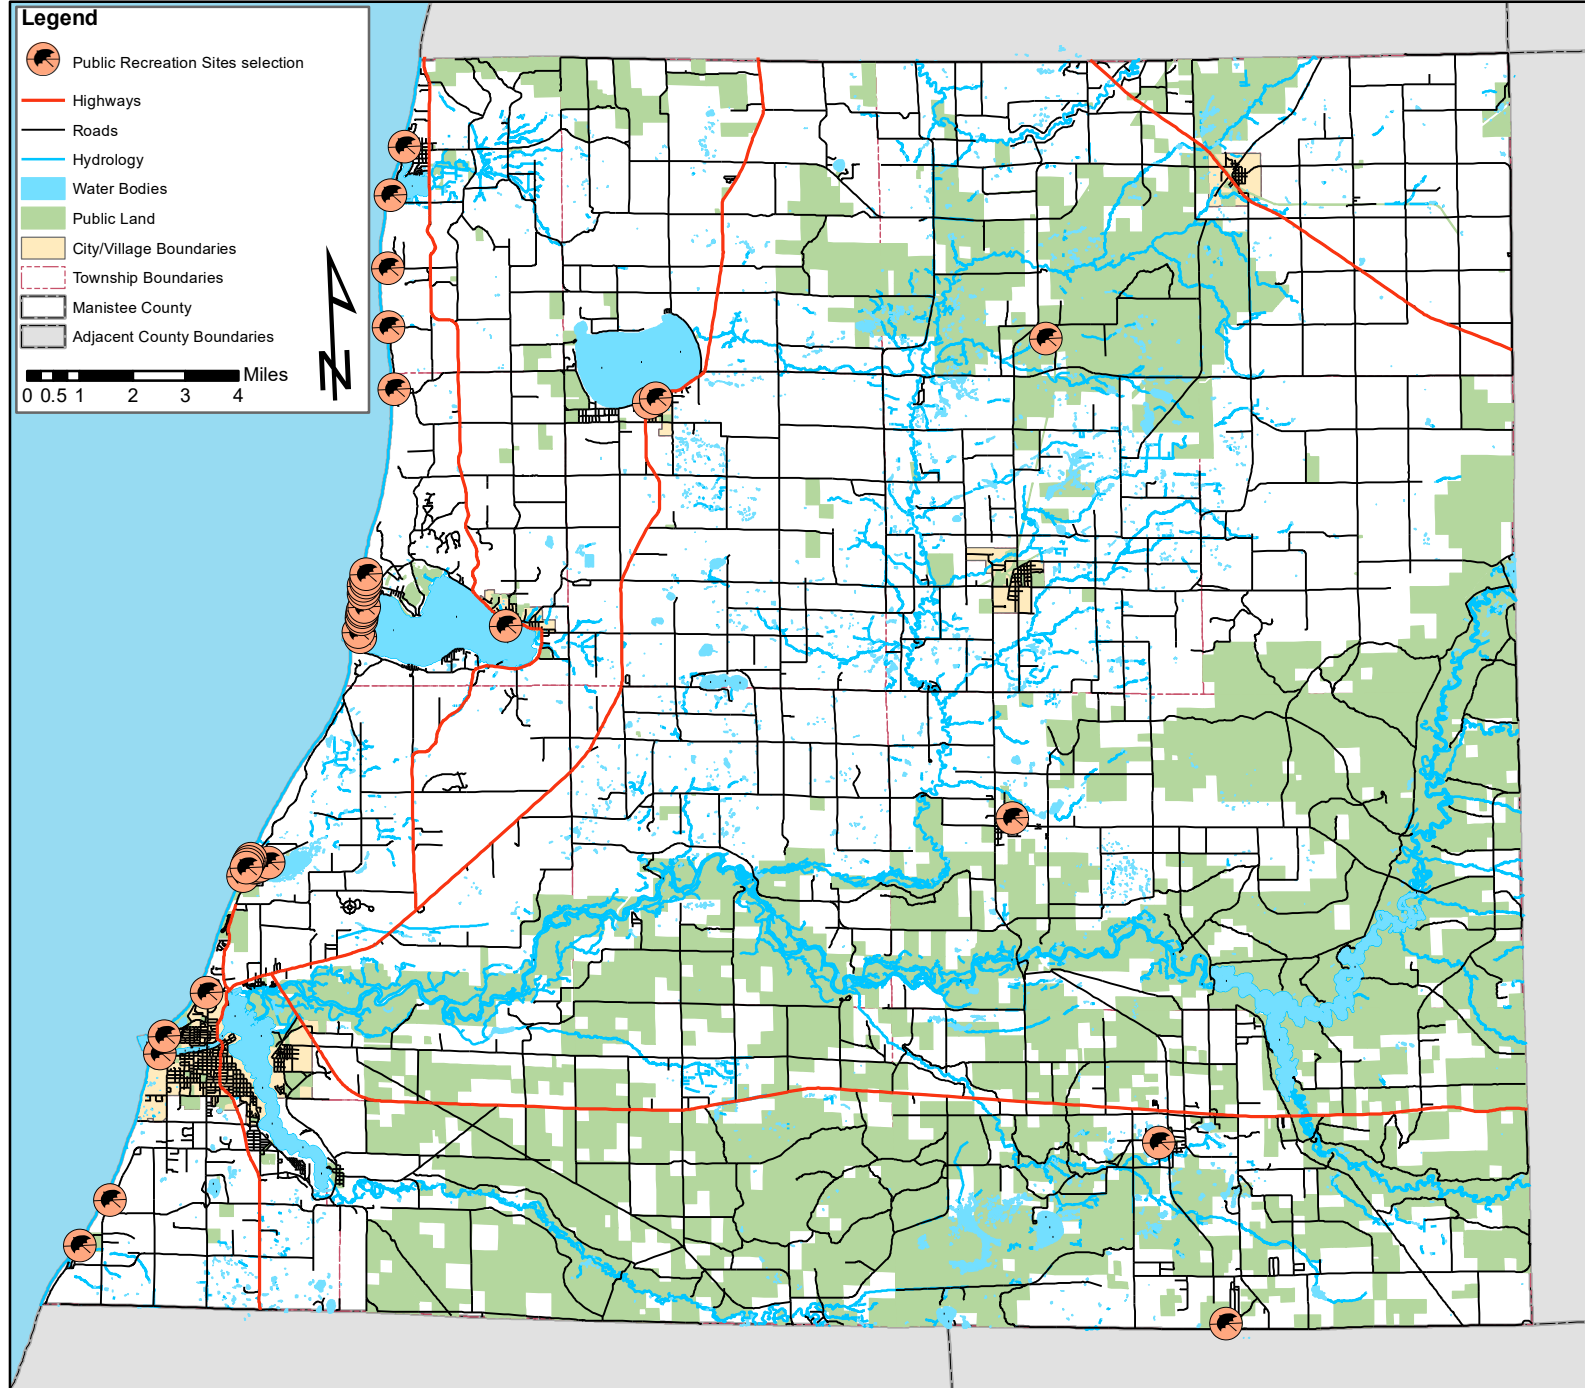 Legend
Public Recreation Sites selection
Highways
Roads
Hydrology
Water Bodies
Public Land
City/Village Boundaries
Township Boundaries
Manistee County
Adjacent County Boundaries
N
Miles
0 0.5 1 2 3 4